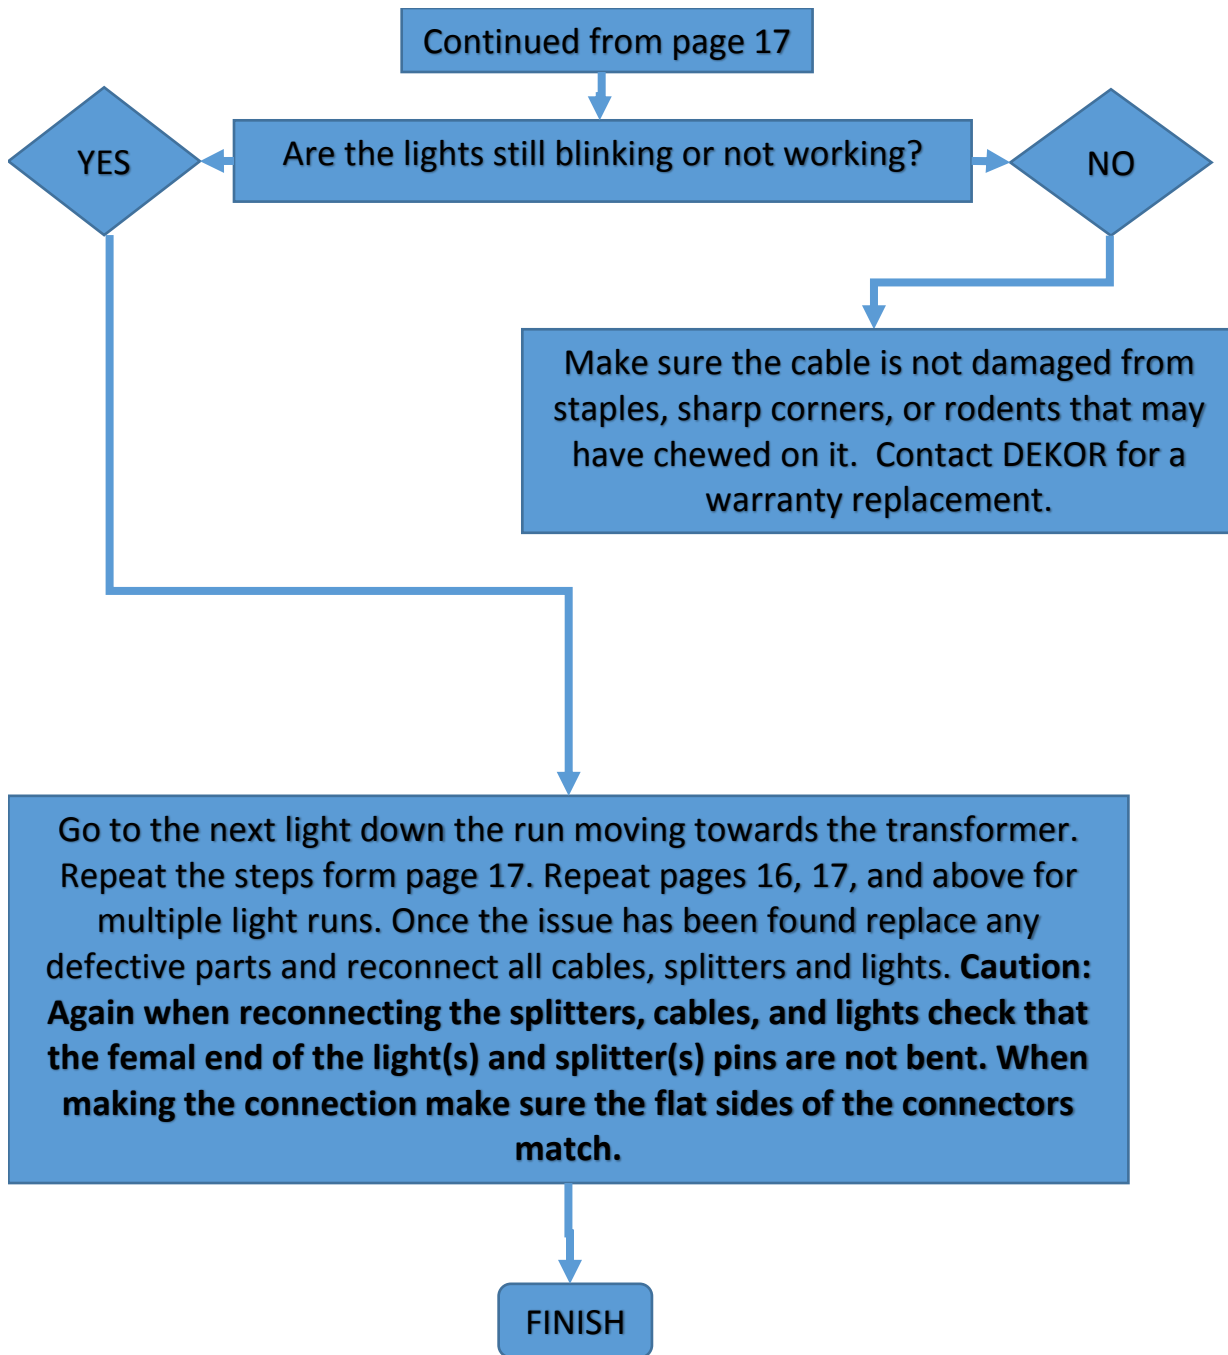 Continued from page 17
YES
Are the lights still blinking or not working?
NO
Make sure the cable is not damaged from
staples, sharp corners, or rodents that may
have chewed on it.  Contact DEKOR for a
warranty replacement.
Go to the next light down the run moving towards the transformer.
Repeat the steps form page 17. Repeat pages 16, 17, and above for
multiple light runs. Once the issue has been found replace any
defective parts and reconnect all cables, splitters and lights. Caution:
Again when reconnecting the splitters, cables, and lights check that
the femal end of the light(s) and splitter(s) pins are not bent. When
making the connection make sure the flat sides of the connectors
match.
FINISH